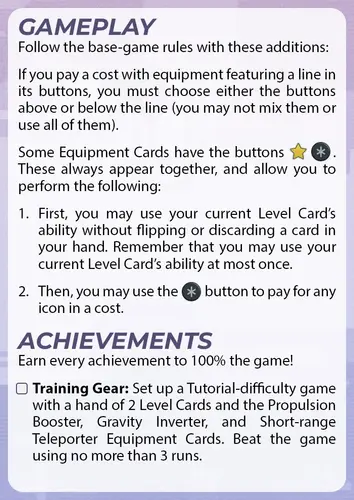 GAMEPLAY
Follow the base-game rules with these additions:
If you pay a cost with equipment featuring a line in
its buttons, you must choose either the buttons
above or below the line (you may not mix them or
use all of them).
Some Equipment Cards have the buttons ⭐ *.
These always appear together, and allow you to
perform the following:
1. First, you may use your current Level Card's
ability without flipping or discarding a card in
your hand. Remember that you may use your
current Level Card's ability at most once.
2. Then, you may use the * button to pay for any
icon in a cost.
ACHIEVEMENTS
Earn every achievement to 100% the game!
☐ Training Gear: Set up a Tutorial-difficulty game
with a hand of 2 Level Cards and the Propulsion
Booster, Gravity Inverter, and Short-range
Teleporter Equipment Cards. Beat the game
using no more than 3 runs.